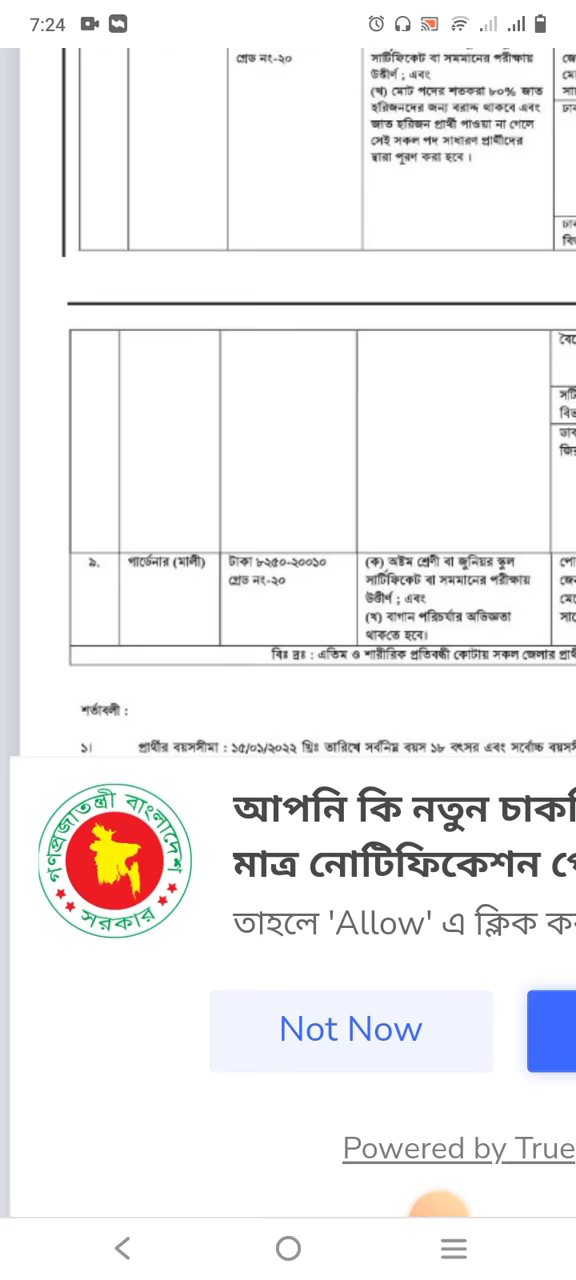 7:24
গ্রেড নং-২০
সার্টিফিকেট বা সমমানের পরীক্ষায়
উত্তীর্ণ ; এবং
(খ) মোট পদের শতকরা ৮০% জাত
হরিজনদের জন্য বরাদ্দ থাকবে এবং
জাত হরিজন প্রার্থী পাওয়া না গেলে
সেই সকল পদ সাধারণ প্রার্থীদের
দ্বারা পূরণ করা হবে ।
৯.
গার্ডেনার (মালী)
টাকা ৮২৫০-২০০১০
গ্রেড নং-২০
(ক) অষ্টম শ্রেণী বা জুনিয়র স্কুল
সার্টিফিকেট বা সমমানের পরীক্ষায়
উত্তীর্ণ ; এবং
(খ) বাগান পরিচর্যার অভিজ্ঞতা
থাকতে হবে।
বিঃ দ্রঃ : এতিম ও শারীরিক প্রতিবন্ধী কোটায় সকল জেলার
শর্তাবলী :
১। প্রার্থীর বয়সসীমা : ১৫/০১/২০২২ খ্রিঃ তারিখে সর্বনিম্ন বয়স ১৮ বৎসর এবং সর্বোচ্চ
গণপ্রজাতন্ত্রী বাংলাদেশ
সরকার
আপনি কি নতুন
মাত্র নোটিফিকেশন
তাহলে 'Allow' এ ক্লিক
Not Now
Powered by True